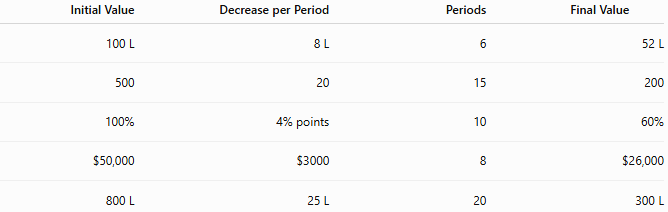 Initial Value Decrease per Period Periods Final Value
100 L 8 L 6 52 L
500 20 15 200
100% 4% points 10 60%
$50,000 $3000 8 $26,000
800 L 25 L 20 300 L